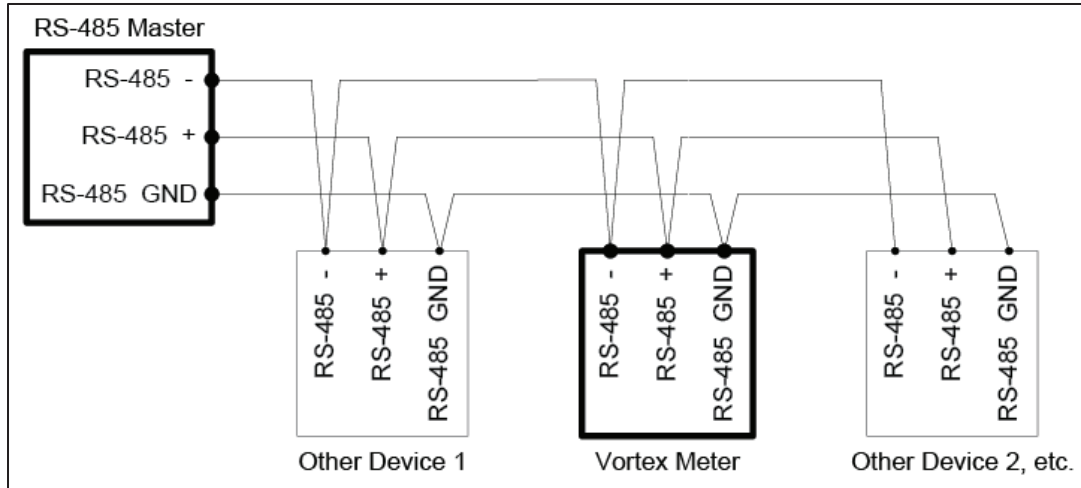 RS-485 Master
RS-485 -
RS-485 +
RS-485 GND
RS-485 -
RS-485 +
RS-485 GND
RS-485 -
RS-485 +
RS-485 GND
RS-485 -
RS-485 +
RS-485 GND
Other Device 1
Vortex Meter
Other Device 2, etc.